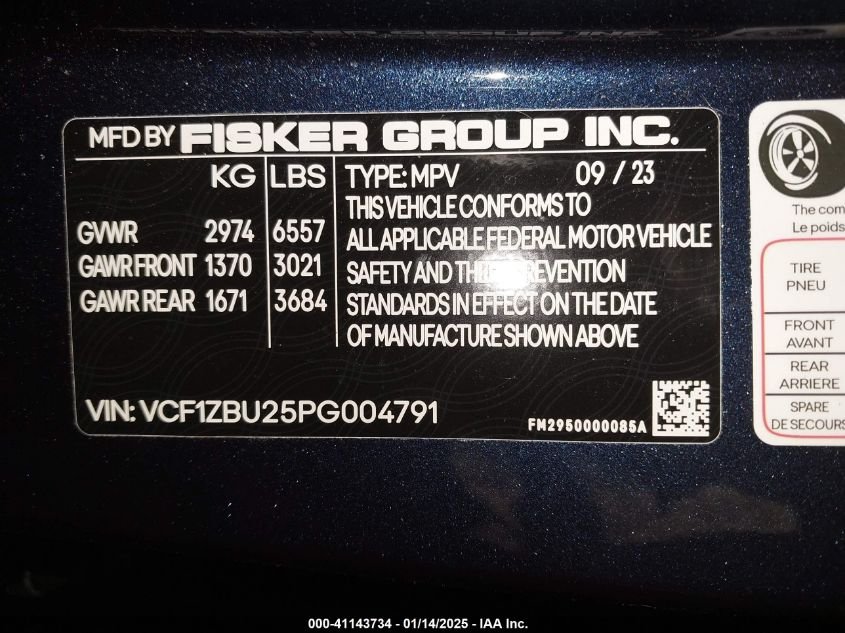 MFD BY FISKER GROUP INC.
KG LBS TYPE: MPV 09 / 23
THIS VEHICLE CONFORMS TO
GVWR 2974 6557 ALL APPLICABLE FEDERAL MOTOR VEHICLE
GAWR FRONT 1370 3021 SAFETY AND THEFT PREVENTION
GAWR REAR 1671 3684 STANDARDS IN EFFECT ON THE DATE
OF MANUFACTURE SHOWN ABOVE
VIN: VCF1ZBU25PG004791
FM2950000085A
The com
Le poids
TIRE
PNEU
FRONT
AVANT
REAR
ARRIERE
SPARE
DE SECOURS
000-41143734 - 01/14/2025 - IAA Inc.